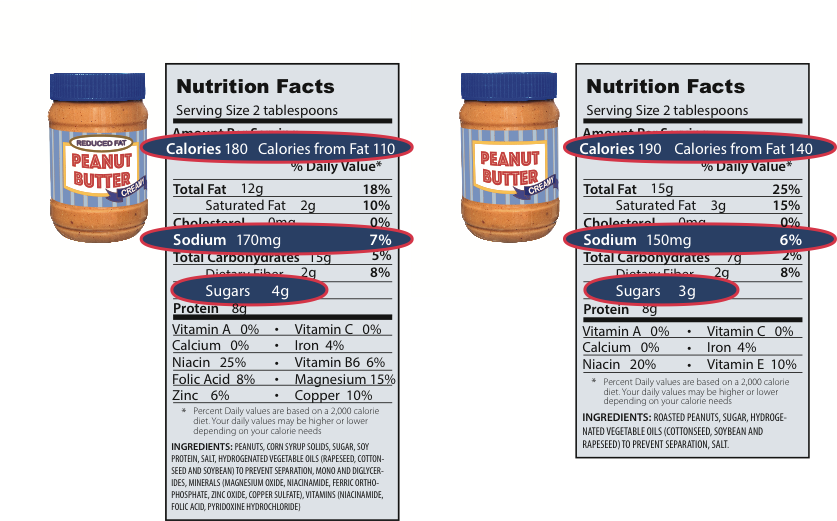 REDUCED FAT
PEANUT
BUTTER
CREAMY
Nutrition Facts
Serving Size 2 tablespoons
Amount Per Serving
Calories 180 Calories from Fat 110
% Daily Value*
Total Fat 12g 18%
Saturated Fat 2g 10%
Cholesterol 0mg 0%
Sodium 170mg 7%
Total Carbohydrates 15g 5%
Dietary Fiber 2g 8%
Sugars 4g
Protein 8g
Vitamin A 0% • Vitamin C 0%
Calcium 0% • Iron 4%
Niacin 25% • Vitamin B6 6%
Folic Acid 8% • Magnesium 15%
Zinc 6% • Copper 10%
* Percent Daily values are based on a 2,000 calorie
diet. Your daily values may be higher or lower
depending on your calorie needs
INGREDIENTS: PEANUTS, CORN SYRUP SOLIDS, SUGAR, SOY
PROTEIN, SALT, HYDROGENATED VEGETABLE OILS (RAPESEED, COTTON-
SEED AND SOYBEAN) TO PREVENT SEPARATION, MONO AND DIGLYCER-
IDES, MINERALS (MAGNESIUM OXIDE, NIACINAMIDE, FERRIC ORTHO-
PHOSPHATE, ZINC OXIDE, COPPER SULFATE), VITAMINS (NIACINAMIDE,
FOLIC ACID, PYRIDOXINE HYDROCHLORIDE)
PEANUT
BUTTER
CREAMY
Nutrition Facts
Serving Size 2 tablespoons
Amount Per Serving
Calories 190 Calories from Fat 140
% Daily Value*
Total Fat 15g 25%
Saturated Fat 3g 15%
Cholesterol 0mg 0%
Sodium 150mg 6%
Total Carbohydrates 7g 2%
Dietary Fiber 2g 8%
Sugars 3g
Protein 8g
Vitamin A 0% • Vitamin C 0%
Calcium 0% • Iron 4%
Niacin 20% • Vitamin E 10%
* Percent Daily values are based on a 2,000 calorie
diet. Your daily values may be higher or lower
depending on your calorie needs
INGREDIENTS: ROASTED PEANUTS, SUGAR, HYDROGE-
NATED VEGETABLE OILS (COTTONSEED, SOYBEAN AND
RAPESEED) TO PREVENT SEPARATION, SALT.